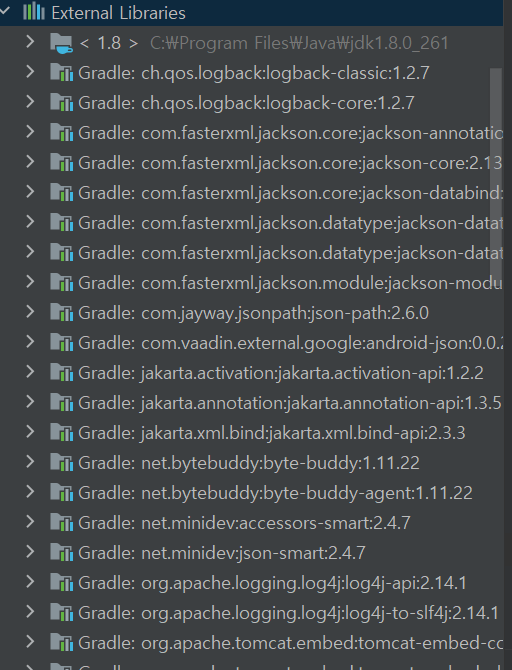 External Libraries
< 1.8 > C:₩Program Files₩Java₩jdk1.8.0_261
Gradle: ch.qos.logback:logback-classic:1.2.7
Gradle: ch.qos.logback:logback-core:1.2.7
Gradle: com.fasterxml.jackson.core:jackson-annotatio
Gradle: com.fasterxml.jackson.core:jackson-core:2.13
Gradle: com.fasterxml.jackson.core:jackson-databind:
Gradle: com.fasterxml.jackson.datatype:jackson-datat
Gradle: com.fasterxml.jackson.datatype:jackson-datat
Gradle: com.fasterxml.jackson.module:jackson-modu
Gradle: com.jayway.jsonpath:json-path:2.6.0
Gradle: com.vaadin.external.google:android-json:0.0.2
Gradle: jakarta.activation:jakarta.activation-api:1.2.2
Gradle: jakarta.annotation:jakarta.annotation-api:1.3.5
Gradle: jakarta.xml.bind:jakarta.xml.bind-api:2.3.3
Gradle: net.bytebuddy:byte-buddy:1.11.22
Gradle: net.bytebuddy:byte-buddy-agent:1.11.22
Gradle: net.minidev:accessors-smart:2.4.7
Gradle: net.minidev:json-smart:2.4.7
Gradle: org.apache.logging.log4j:log4j-api:2.14.1
Gradle: org.apache.logging.log4j:log4j-to-slf4j:2.14.1
Gradle: org.apache.tomcat.embed:tomcat-embed-co